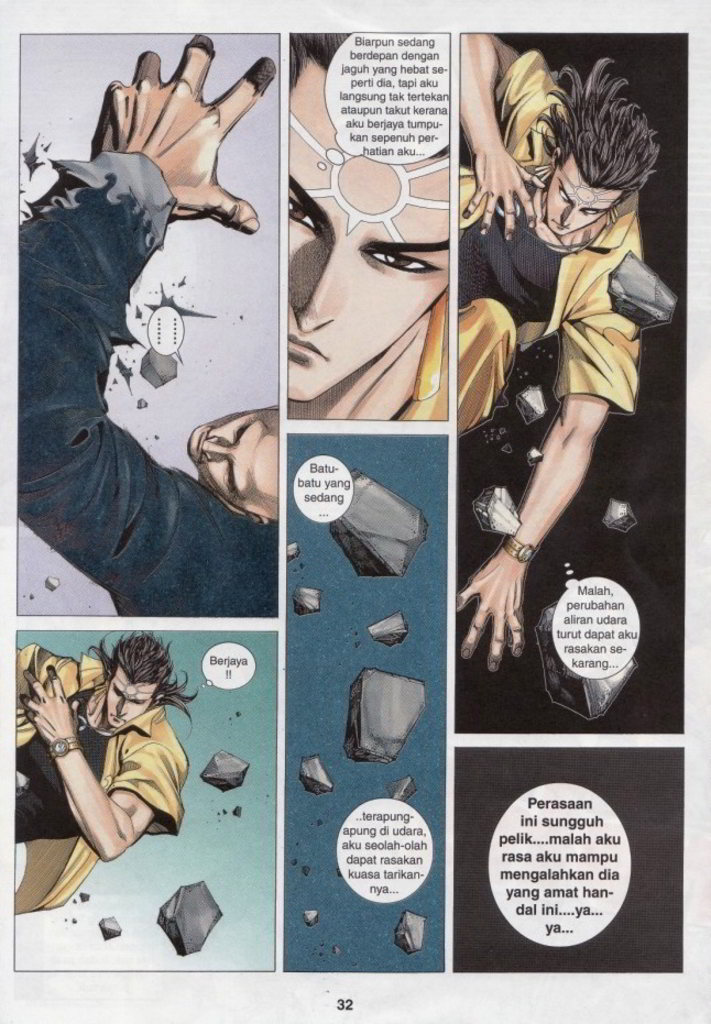 ......
Berjaya
!!
Biarpun sedang
berdepan dengan
jaguh yang hebat se-
perti dia, tapi aku
langsung tak tertekan
ataupun takut kerana
aku berjaya tumpu-
kan sepenuh per-
hatian aku...
Batu-
batu yang
sedang
...
..terapung-
apung di udara,
aku seolah-olah
dapat rasakan
kuasa tarikan-
nya...
Malah,
perubahan
aliran udara
turut dapat aku
rasakan se-
karang...
Perasaan
ini sungguh
pelik....malah aku
rasa aku mampu
mengalahkan dia
yang amat han-
dal ini....ya...
ya...
32